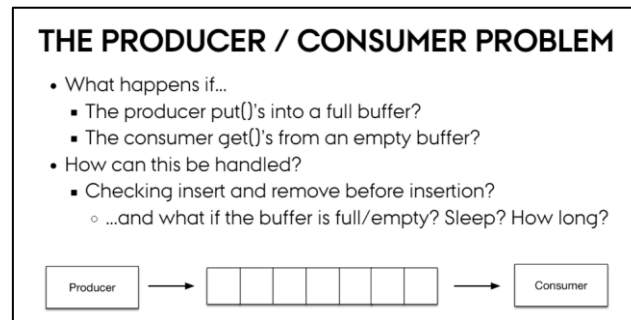 THE PRODUCER / CONSUMER PROBLEM
• What happens if...
▪ The producer put()'s into a full buffer?
▪ The consumer get()'s from an empty buffer?
• How can this be handled?
▪ Checking insert and remove before insertion?
○ ...and what if the buffer is full/empty? Sleep? How long?
Producer
Consumer